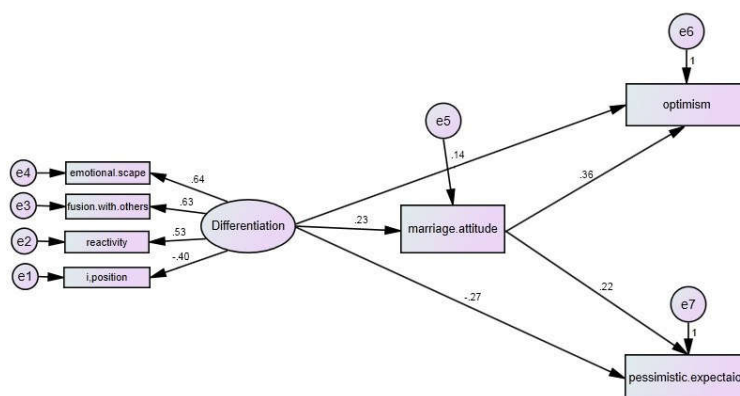 e6
1
optimism
e5
.14
e4
emotional.scape
.64
.36
e3
fusion.with.others
.63
Differentiation
.23
marriage.attitude
e2
reactivity
.53
e1
i,position
-.40
.22
-.27
e7
1
pessimistic.expectaio